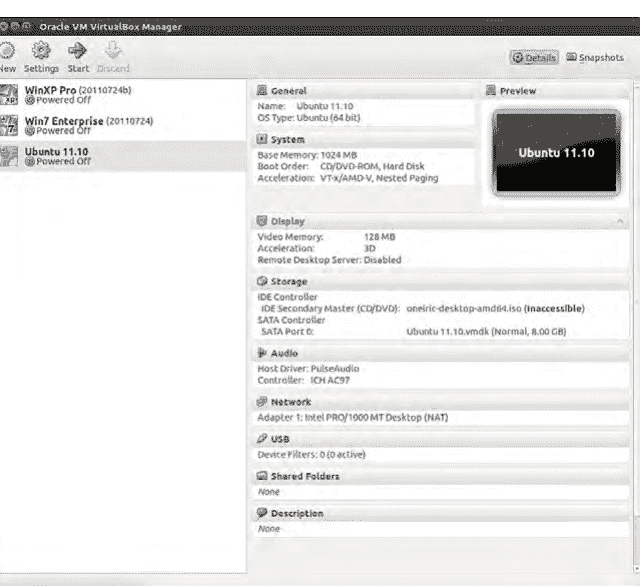 Oracle VM VirtualBox Manager
New Settings Start Discard
Details Snapshots
WinXP Pro (20110724b)
Powered Off
Win7 Enterprise (20110724)
Powered Off
Ubuntu 11.10
Powered Off
General
Name: Ubuntu 11.10
OS Type: Ubuntu (64 bit)
System
Base Memory: 1024 MB
Boot Order: CD/DVD-ROM, Hard Disk
Acceleration: VT-x/AMD-V, Nested Paging
Preview
Ubuntu 11.10
Display
Video Memory: 128 MB
Acceleration: 3D
Remote Desktop Server: Disabled
Storage
IDE Controller
IDE Secondary Master (CD/DVD): oneiric-desktop-amd64.iso (Inaccessible)
SATA Controller
SATA Port 0: Ubuntu 11.10.vmdk (Normal, 8.00 GB)
Audio
Host Driver: PulseAudio
Controller: ICH AC97
Network
Adapter 1: Intel PRO/1000 MT Desktop (NAT)
USB
Device Filters: 0 (0 active)
Shared Folders
None
Description
None